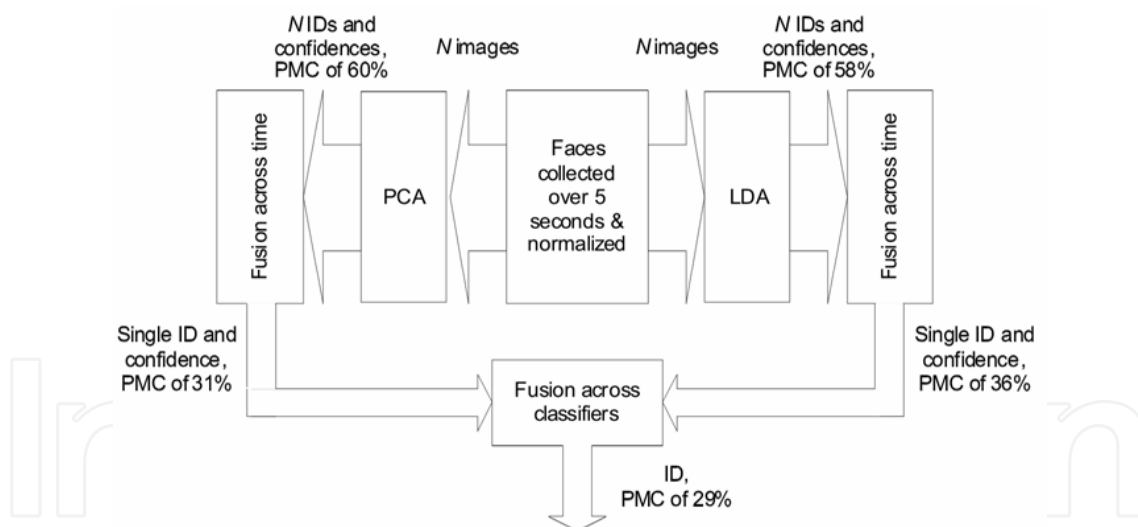 N IDs and
confidences,
PMC of 60%
N images
N images
N IDs and
confidences,
PMC of 58%
Fusion across time
PCA
Faces
collected
over 5
seconds &
normalized
LDA
Fusion across time
Single ID and
confidence,
PMC of 31%
Fusion across
classifiers
Single ID and
confidence,
PMC of 36%
ID,
PMC of 29%